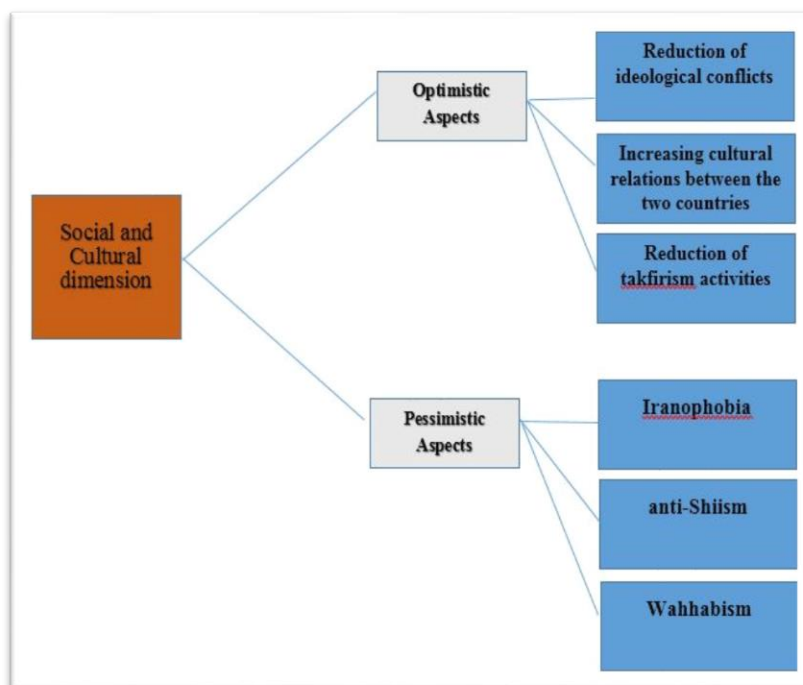 Social and
Cultural
dimension
Optimistic
Aspects
Reduction of
ideological conflicts
Increasing cultural
relations between the
two countries
Reduction of
takfirism activities
Pessimistic
Aspects
Iranophobia
anti-Shiism
Wahhabism